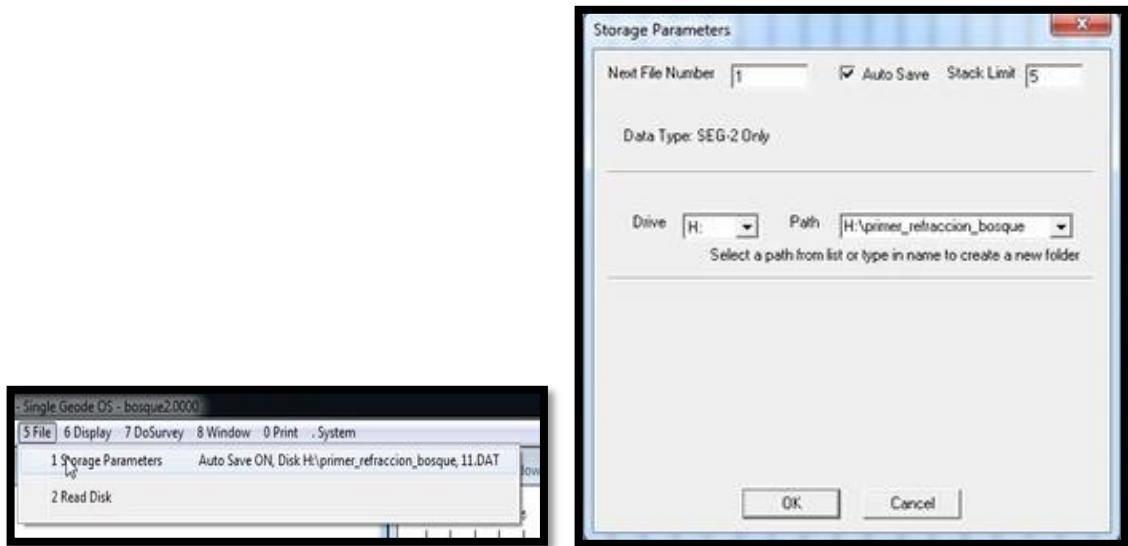 - Single Geode OS - bosque2.0000
5 File 6 Display 7 DoSurvey 8 Window 0 Print . System
1 Storage Parameters Auto Save ON, Disk H:\primer_refraccion_bosque, 11.DAT
2 Read Disk
Storage Parameters
Next File Number 1 Auto Save Stack Limit 5
Data Type: SEG-2 Only
Drive H: Path H:\primer_refraccion_bosque
Select a path from list or type in name to create a new folder
OK Cancel